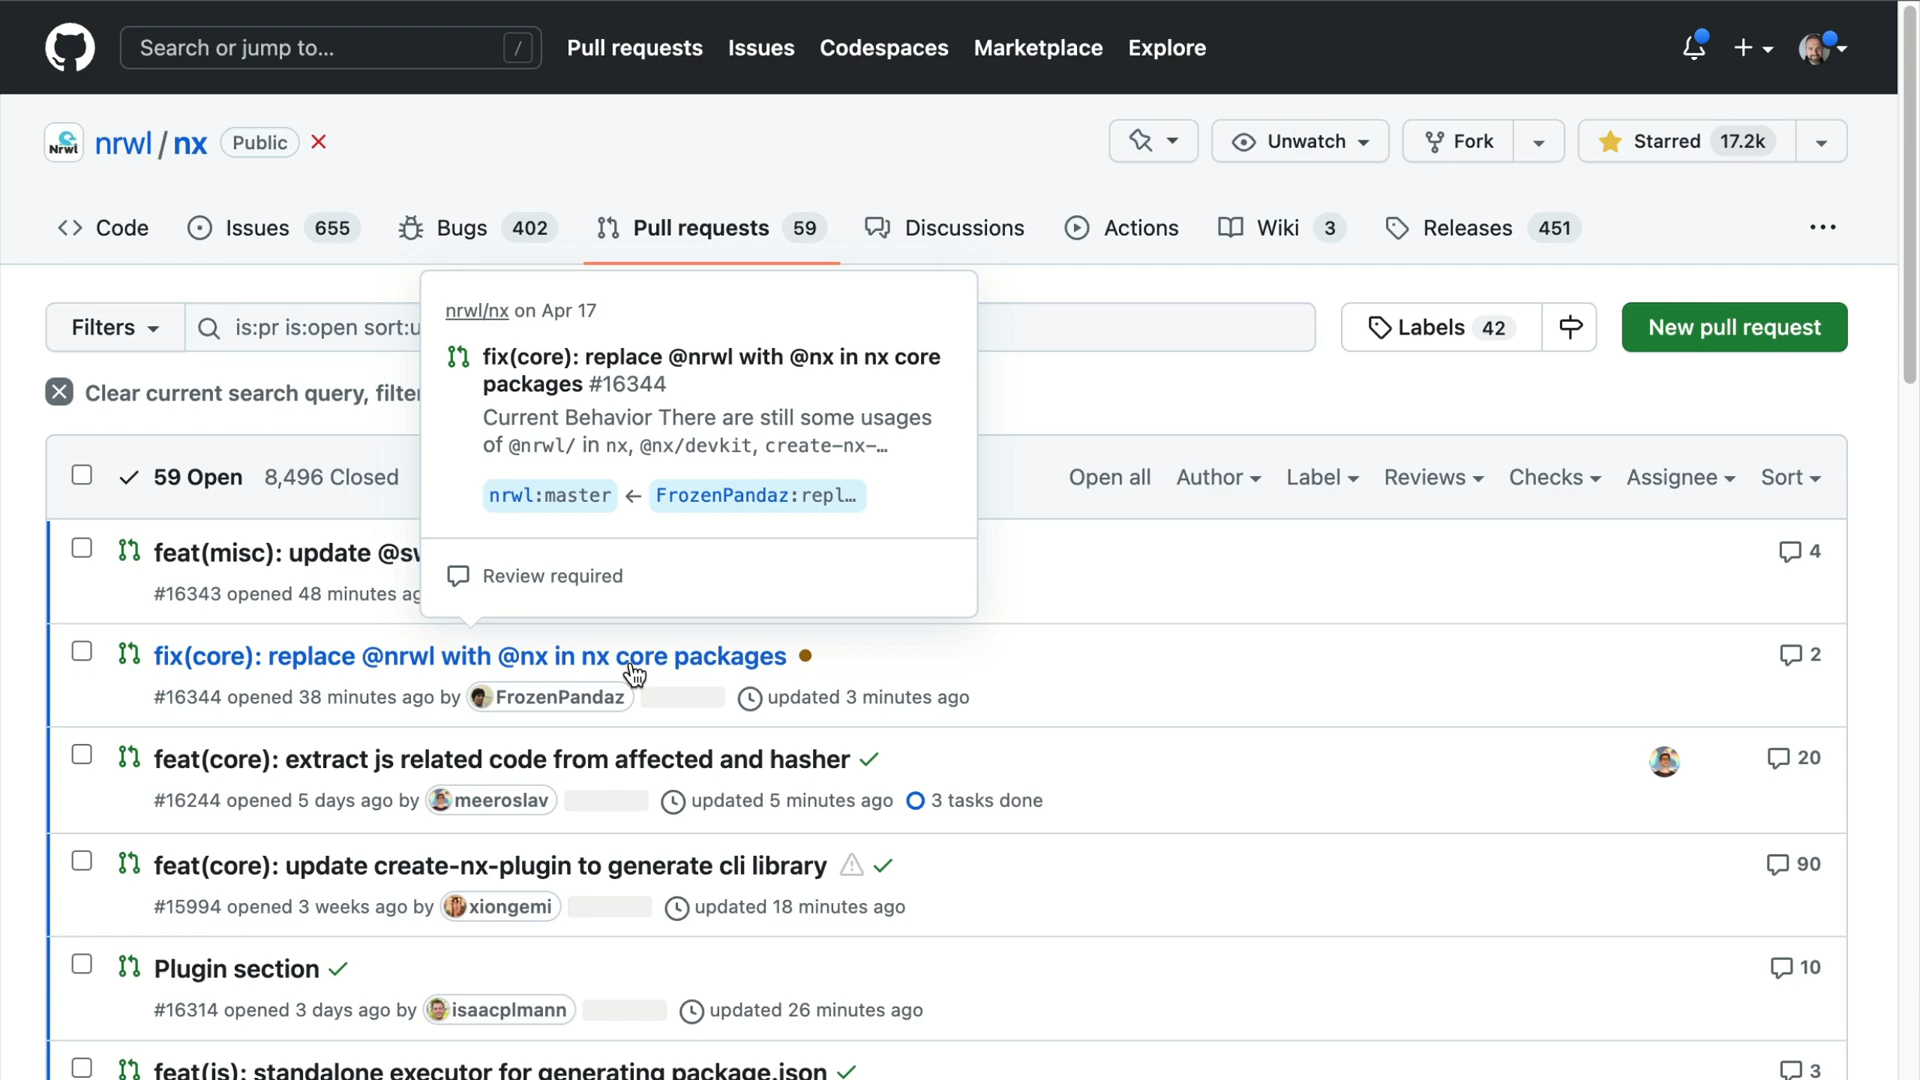 Search or jump to... / Pull requests Issues Codespaces Marketplace Explore
Nrwl nrwl / nx Public Unwatch Fork Starred 17.2k
Code Issues 655 Bugs 402 Pull requests 59 Discussions Actions Wiki 3 Releases 451 ...
nrwl/nx on Apr 17
Filters is:pr is:open sort:u Labels 42 New pull request
fix(core): replace @nrwl with @nx in nx core
packages #16344
Clear current search query, filte
Current Behavior There are still some usages
of @nrwl/ in nx, @nx/devkit, create-nx-…
59 Open 8,496 Closed Open all Author Label Reviews Checks Assignee Sort
nrwl:master ← FrozenPandaz:repl…
feat(misc): update @sw 4
Review required
#16343 opened 48 minutes ag
fix(core): replace @nrwl with @nx in nx core packages 2
#16344 opened 38 minutes ago by FrozenPandaz updated 3 minutes ago
feat(core): extract js related code from affected and hasher 20
#16244 opened 5 days ago by meeroslav updated 5 minutes ago 3 tasks done
feat(core): update create-nx-plugin to generate cli library 90
#15994 opened 3 weeks ago by xiongemi updated 18 minutes ago
Plugin section 10
#16314 opened 3 days ago by isaacplmann updated 26 minutes ago
feat(js): standalone executor for generating package.json 3